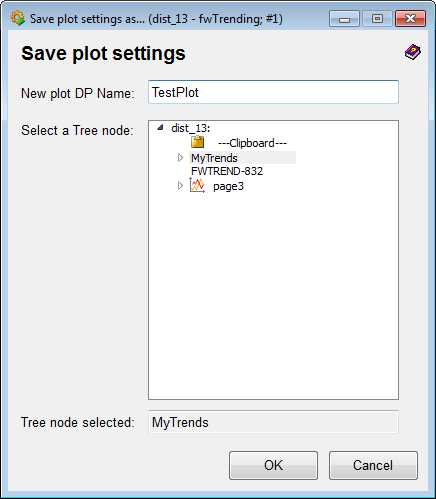 Save plot settings as... (dist_13 - fwTrending; #1)
Save plot settings
New plot DP Name: TestPlot
Select a Tree node: dist_13:
---Clipboard---
MyTrends
FWTREND-832
page3
Tree node selected: MyTrends
OK Cancel